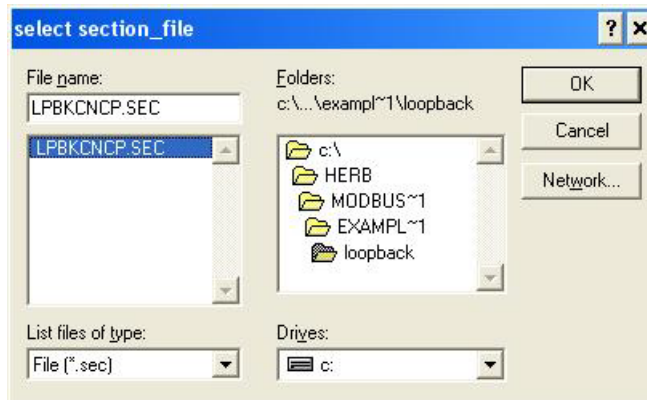 select section_file
File name:
LPBKCNCP.SEC
LPBKCNCP.SEC
List files of type:
File (*.sec)
Folders:
c:\...\exampl~1\loopback
c:\
HERB
MODBUS~1
EXAMPL~1
loopback
Drives:
c:
OK
Cancel
Network...